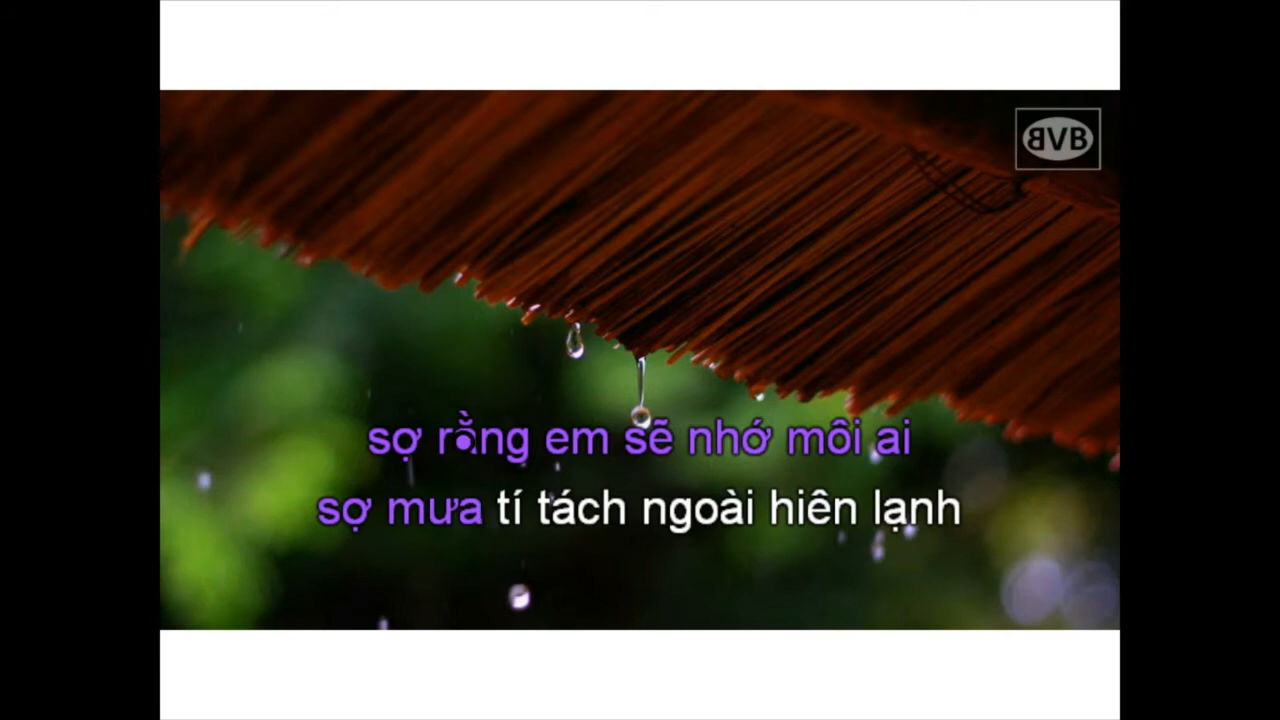 BVB
sợ rằng em sẽ nhớ môi ai
sợ mưa tí tách ngoài hiên lạnh